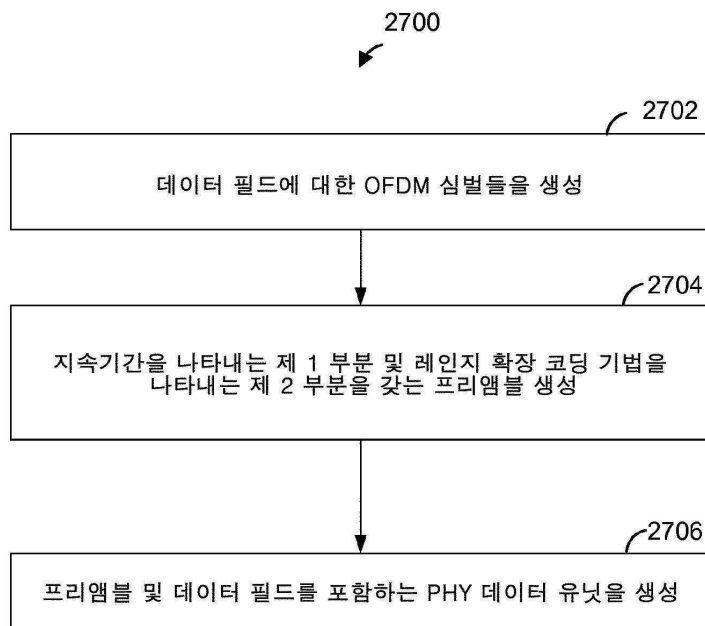 2700
2702
데이터 필드에 대한 OFDM 심벌들을 생성
2704
지속기간을 나타내는 제 1 부분 및 레인지 확장 코딩 기법을
나타내는 제 2 부분을 갖는 프리앰블 생성
2706
프리앰블 및 데이터 필드를 포함하는 PHY 데이터 유닛을 생성